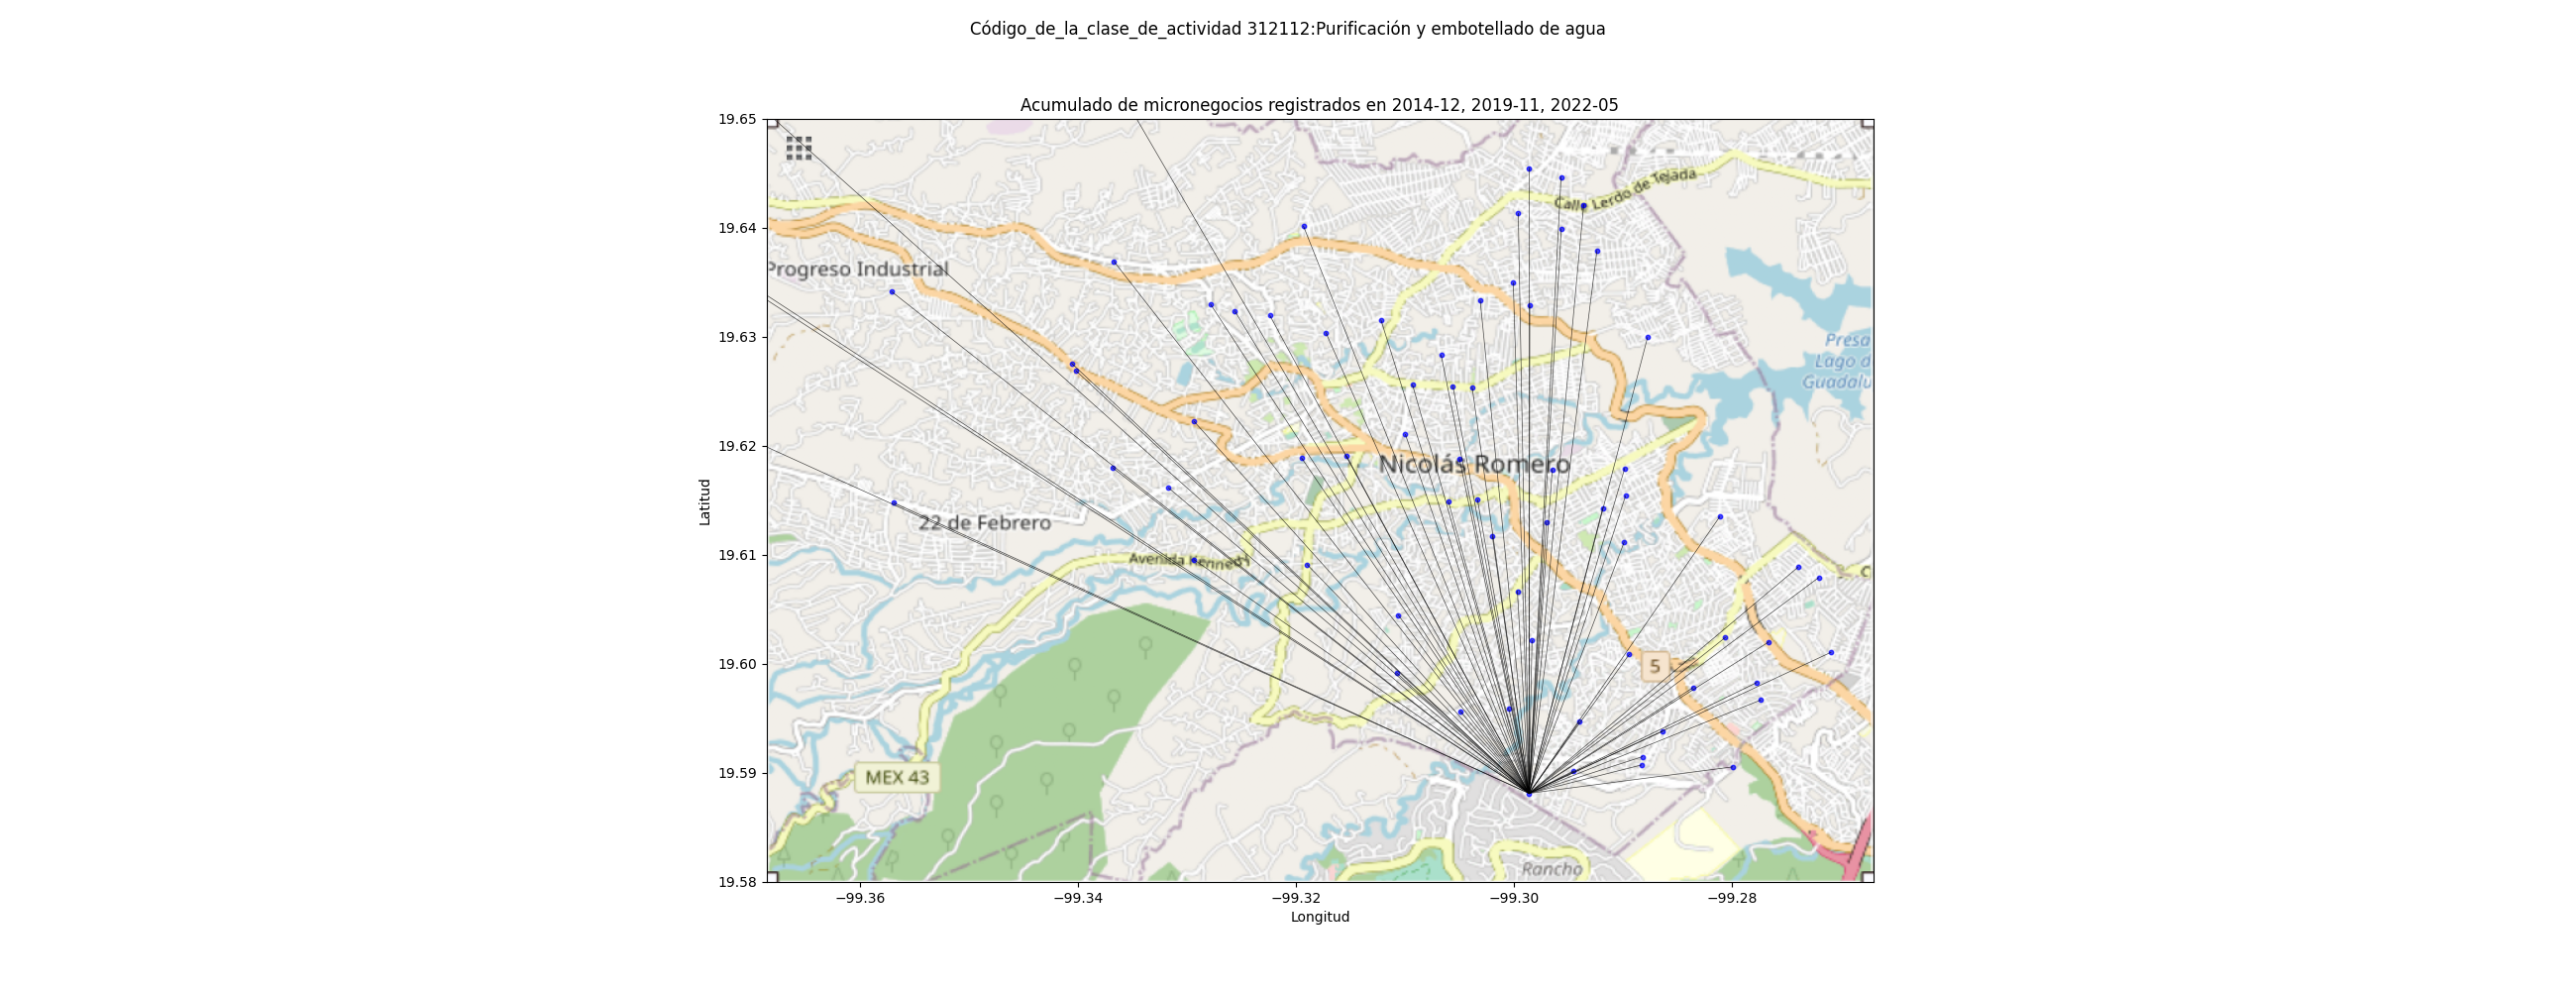 Código_de_la_clase_de_actividad 312112:Purificación y embotellado de agua
Acumulado de micronegocios registrados en 2014-12, 2019-11, 2022-05
19.65
19.64
19.63
19.62
19.61
19.60
19.59
19.58
Latitud
Calle Lerdo de Tejada
Progreso Industrial
Presa
Lago d
Guadalu
Nicolás Romero
22 de Febrero
Avenida Kennedy
C
5
MEX 43
Rancho
−99.36
−99.34
−99.32
−99.30
−99.28
Longitud